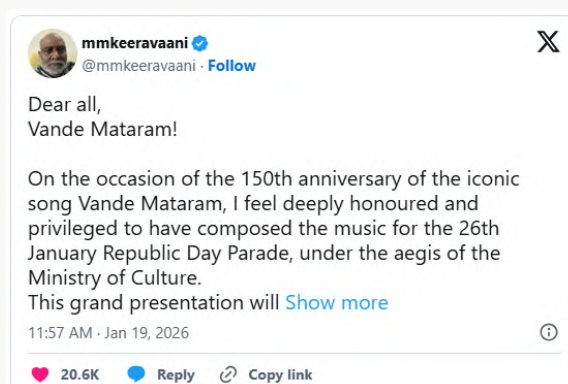 mmkeeravaani
@mmkeeravaani · Follow
Dear all,
Vande Mataram!
On the occasion of the 150th anniversary of the iconic
song Vande Mataram, I feel deeply honoured and
privileged to have composed the music for the 26th
January Republic Day Parade, under the aegis of the
Ministry of Culture.
This grand presentation will Show more
11:57 AM · Jan 19, 2026
20.6K Reply Copy link